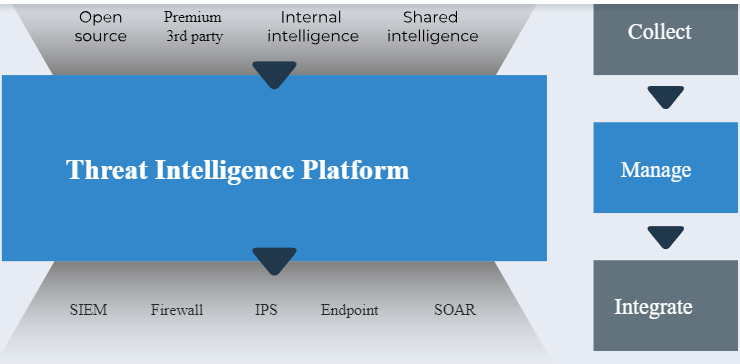 Open
source
Premium
3rd party
Internal
intelligence
Shared
intelligence
Collect
Threat Intelligence Platform
Manage
SIEM
Firewall
IPS
Endpoint
SOAR
Integrate